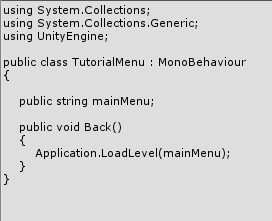 using System.Collections;
using System.Collections.Generic;
using UnityEngine;

public class TutorialMenu : MonoBehaviour
{

    public string mainMenu;

    public void Back()
    {
        Application.LoadLevel(mainMenu);
    }
}